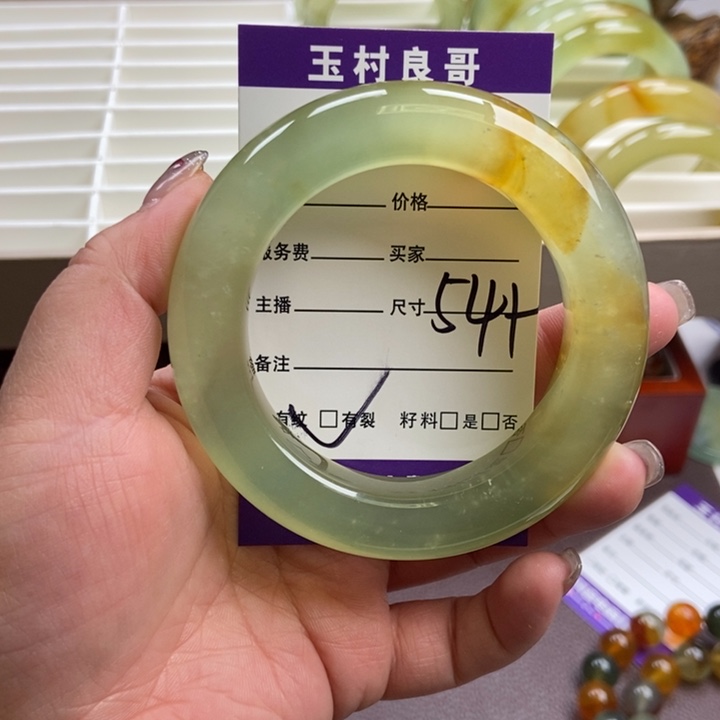 玉村良哥
价格
服务费 买家
主播 尺寸 54+
备注
有纹 □有裂 籽料□是□否